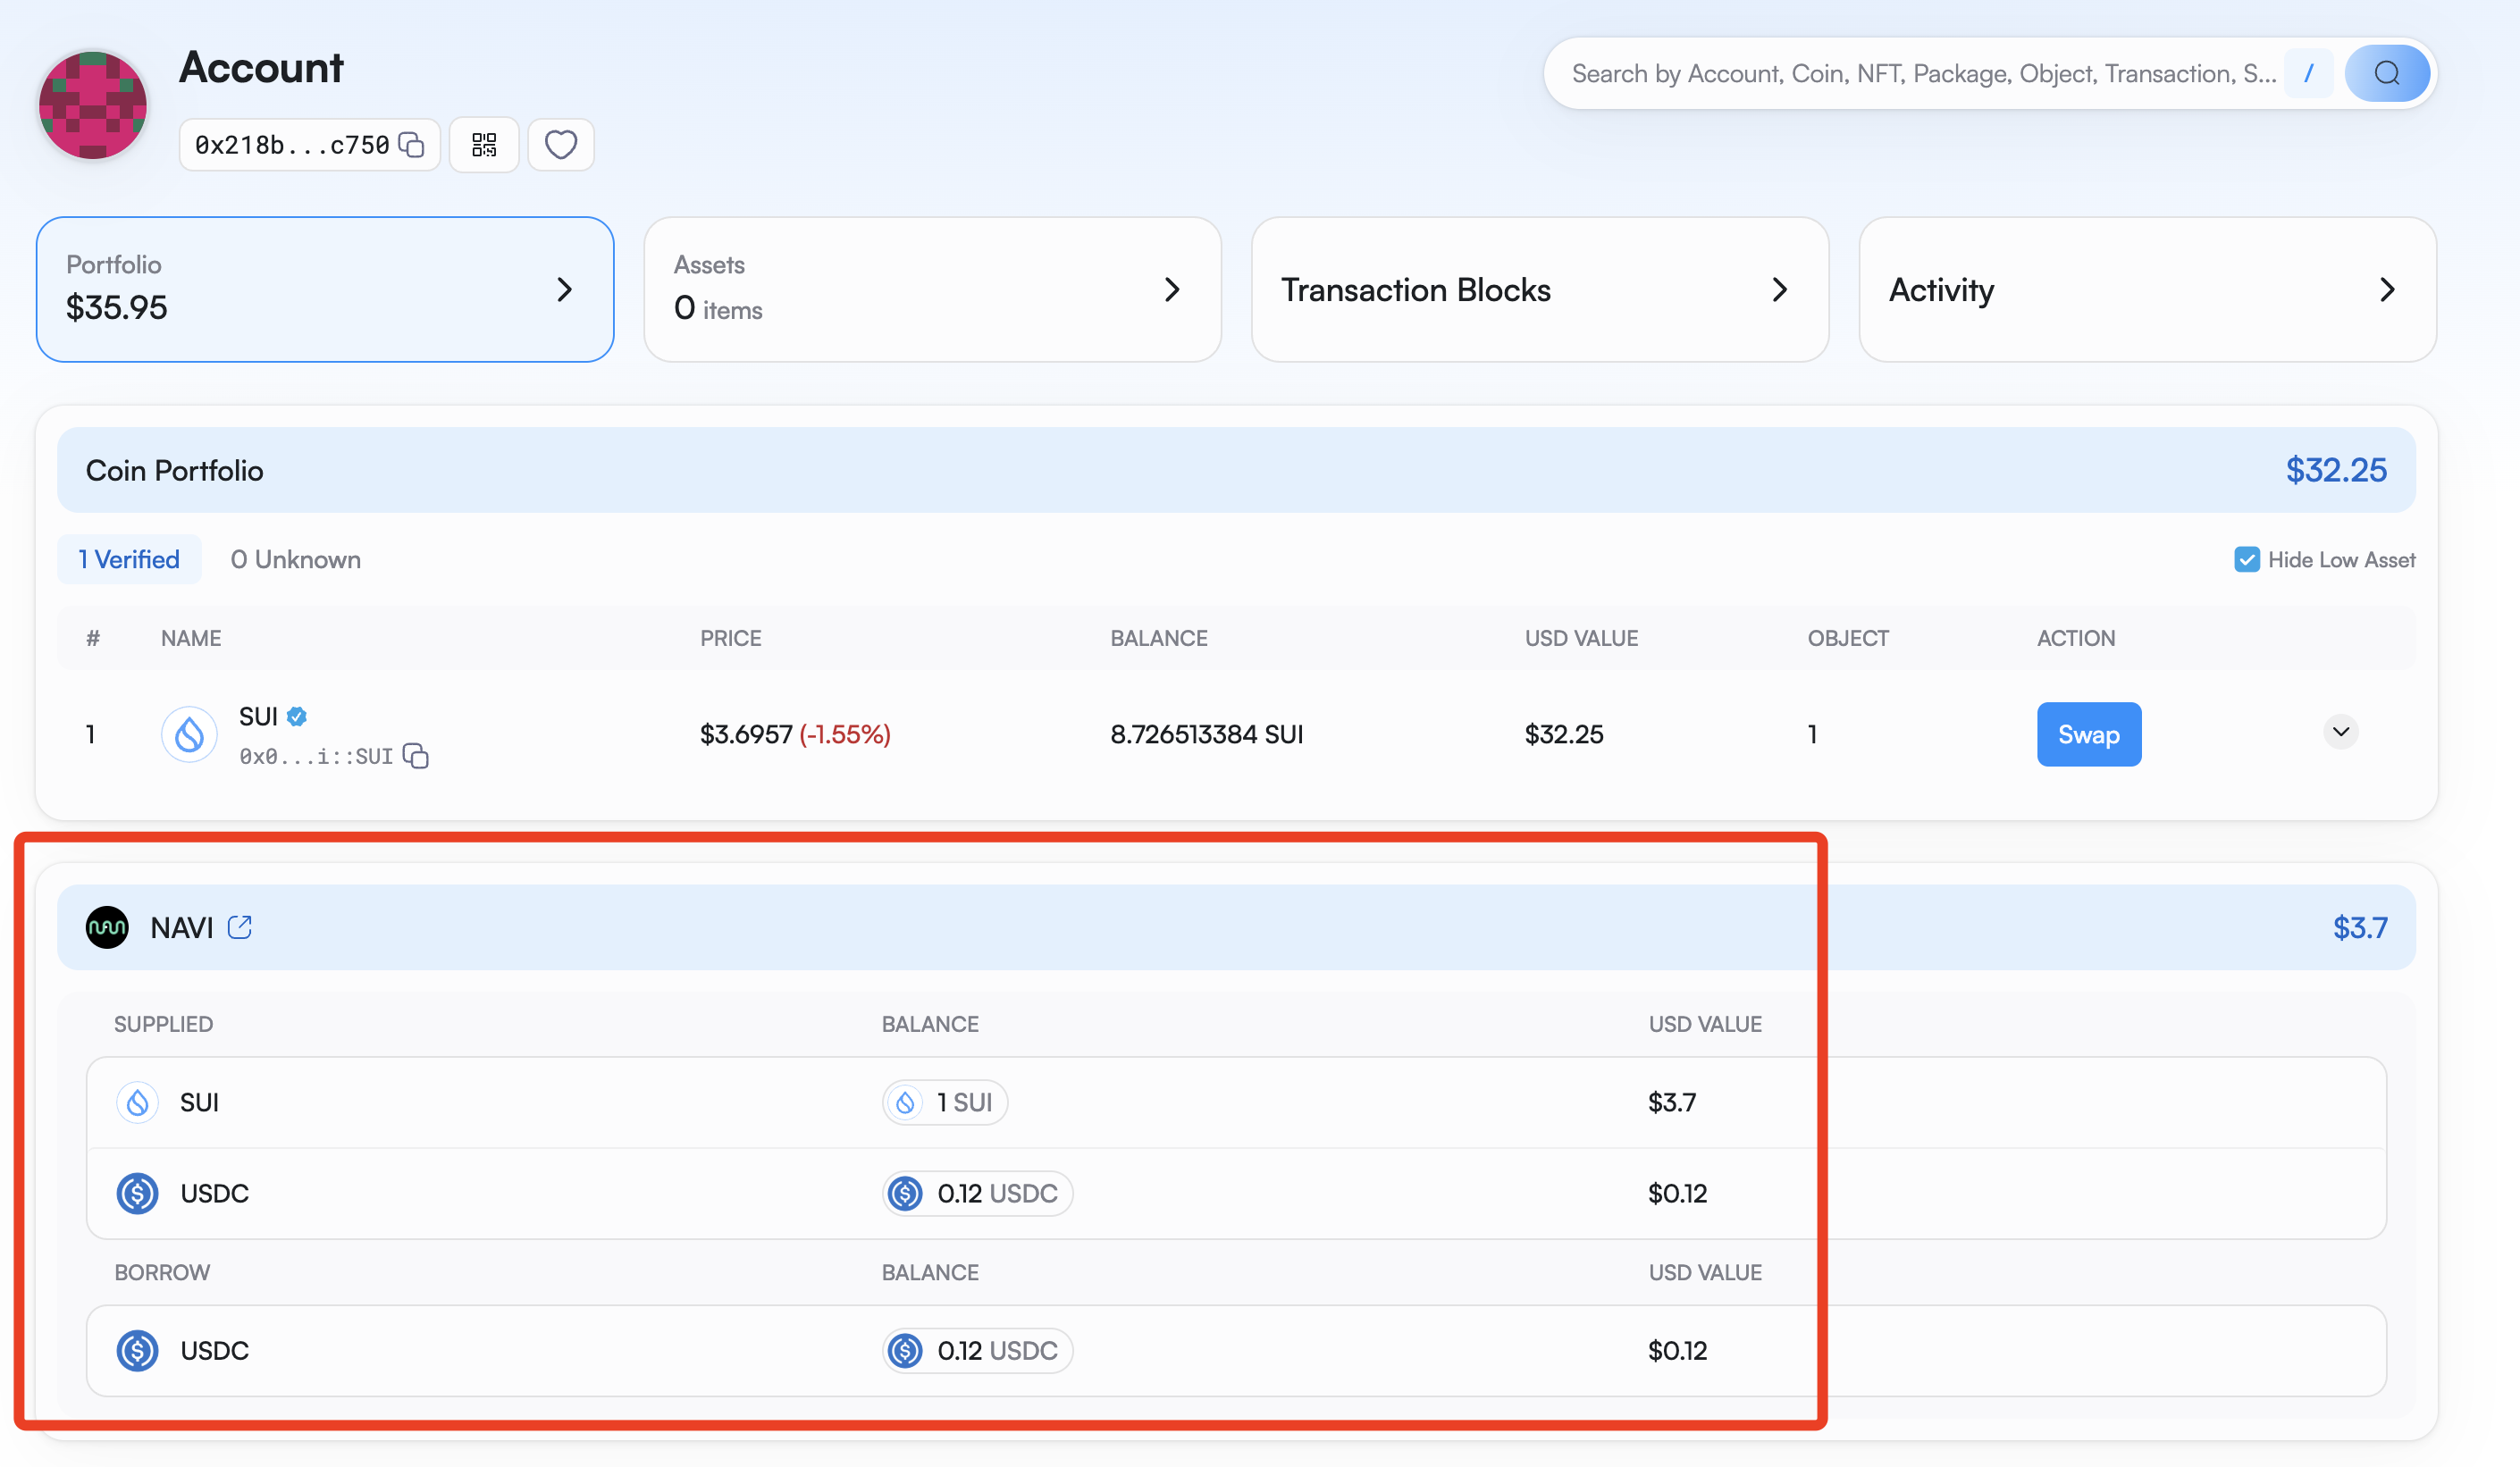 Account
Search by Account, Coin, NFT, Package, Object, Transaction, S... /
0x218b...c750
Portfolio
$35.95
Assets
0 items
Transaction Blocks
Activity
Coin Portfolio $32.25
1 Verified 0 Unknown Hide Low Asset
# NAME PRICE BALANCE USD VALUE OBJECT ACTION
1 SUI $3.6957 (-1.55%) 8.726513384 SUI $32.25 1 Swap
0x0...i::SUI
NAVI $3.7
SUPPLIED BALANCE USD VALUE
SUI 1 SUI $3.7
USDC 0.12 USDC $0.12
BORROW BALANCE USD VALUE
USDC 0.12 USDC $0.12